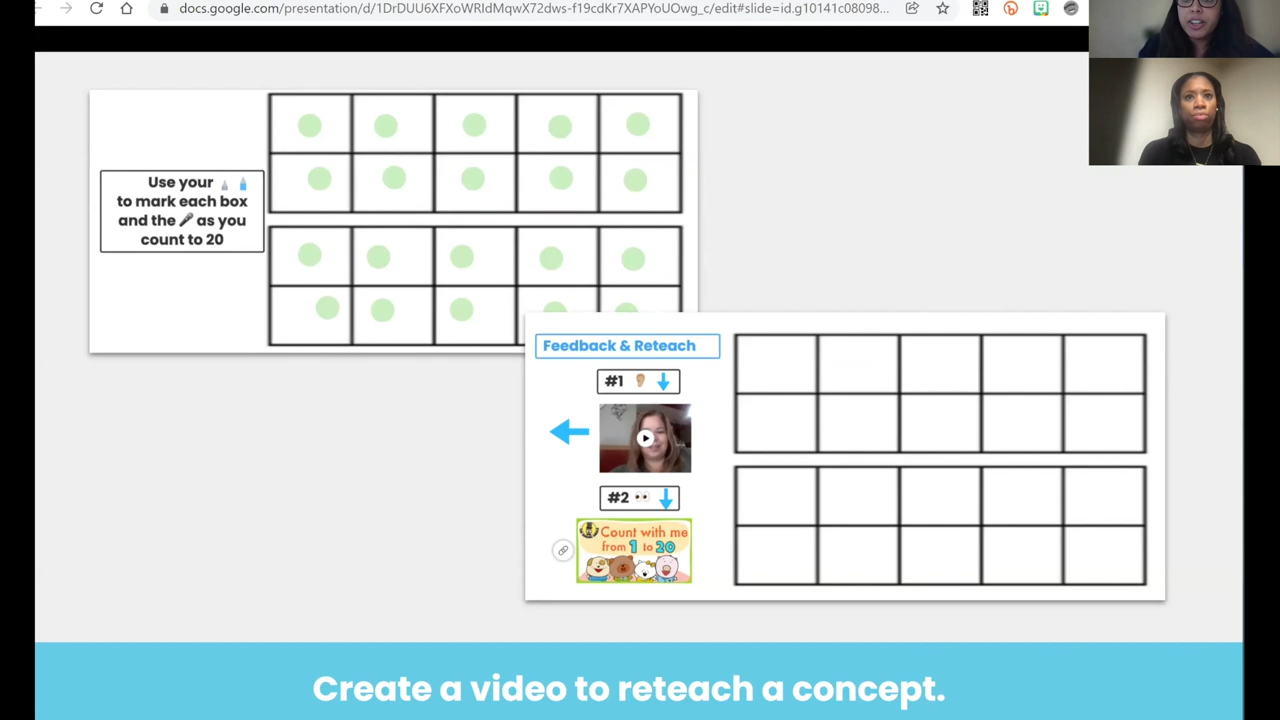 docs.google.com/presentation/d/1DrDUU6XFXoWRIdMqwX72dws-f19cdKr7XAPYoUOwg_c/edit#slide=id.g10141c08098...
Use your
to mark each box
and the 🎤 as you
count to 20
Feedback & Reteach
#1
#2
Count with me
from 1 to 20
Create a video to reteach a concept.